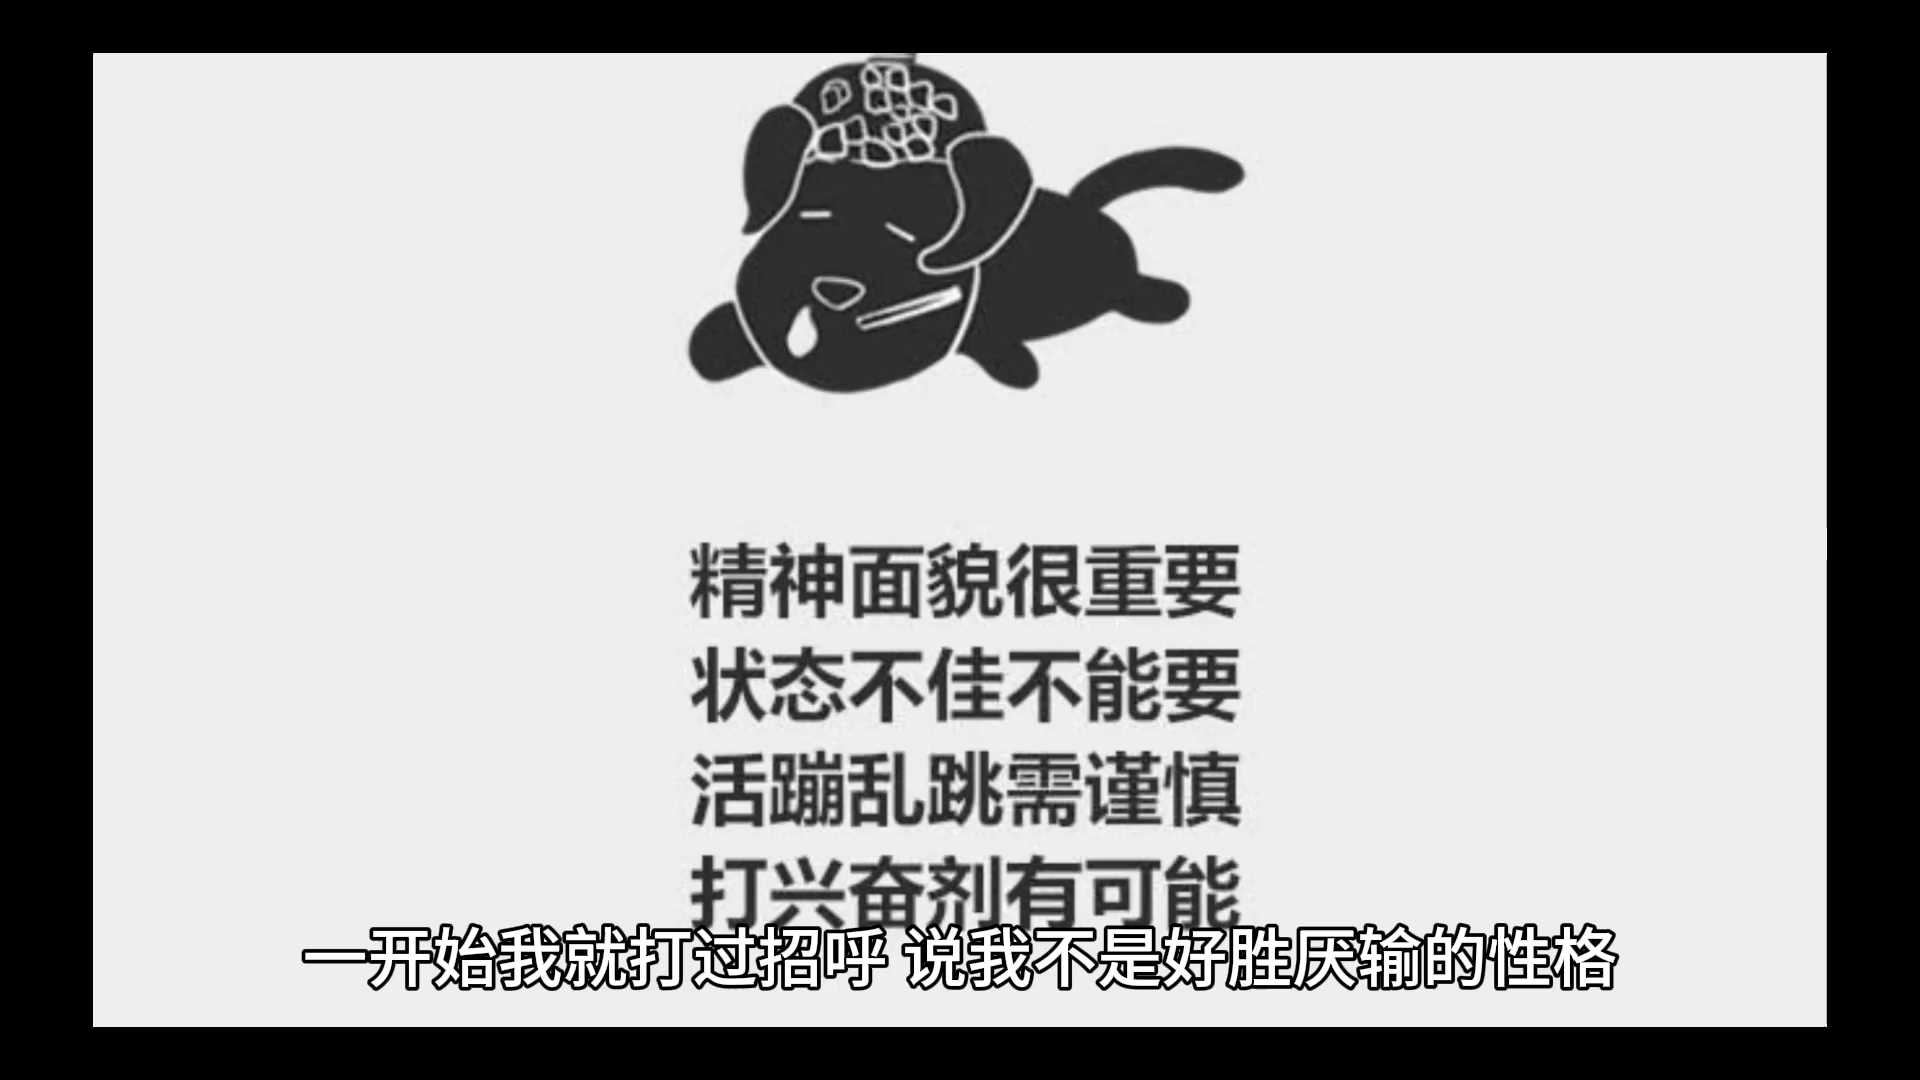 精神面貌很重要
状态不佳不能要
活蹦乱跳需谨慎
打兴奋剂有可能
一开始我就打过招呼 说我不是好胜厌输的性格